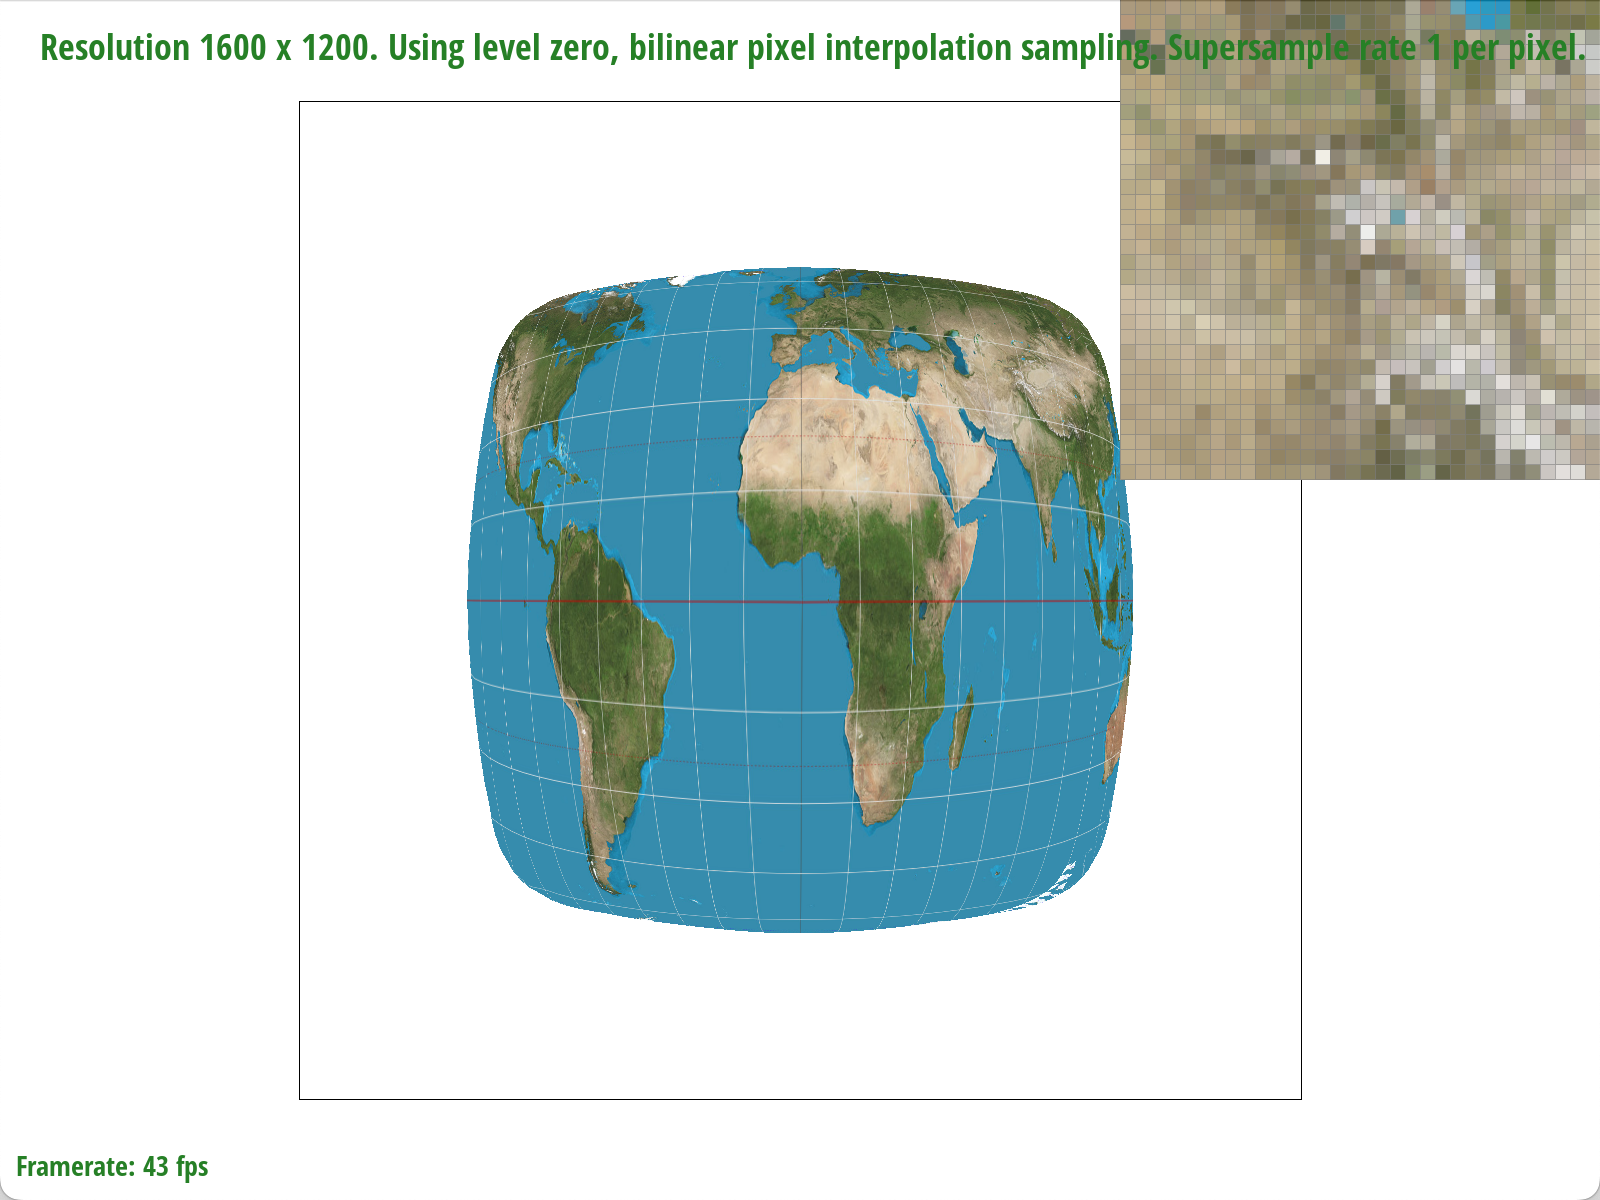 Resolution 1600 x 1200. Using level zero, bilinear pixel interpolation sampling. Supersample rate 1 per pixel.
Framerate: 43 fps